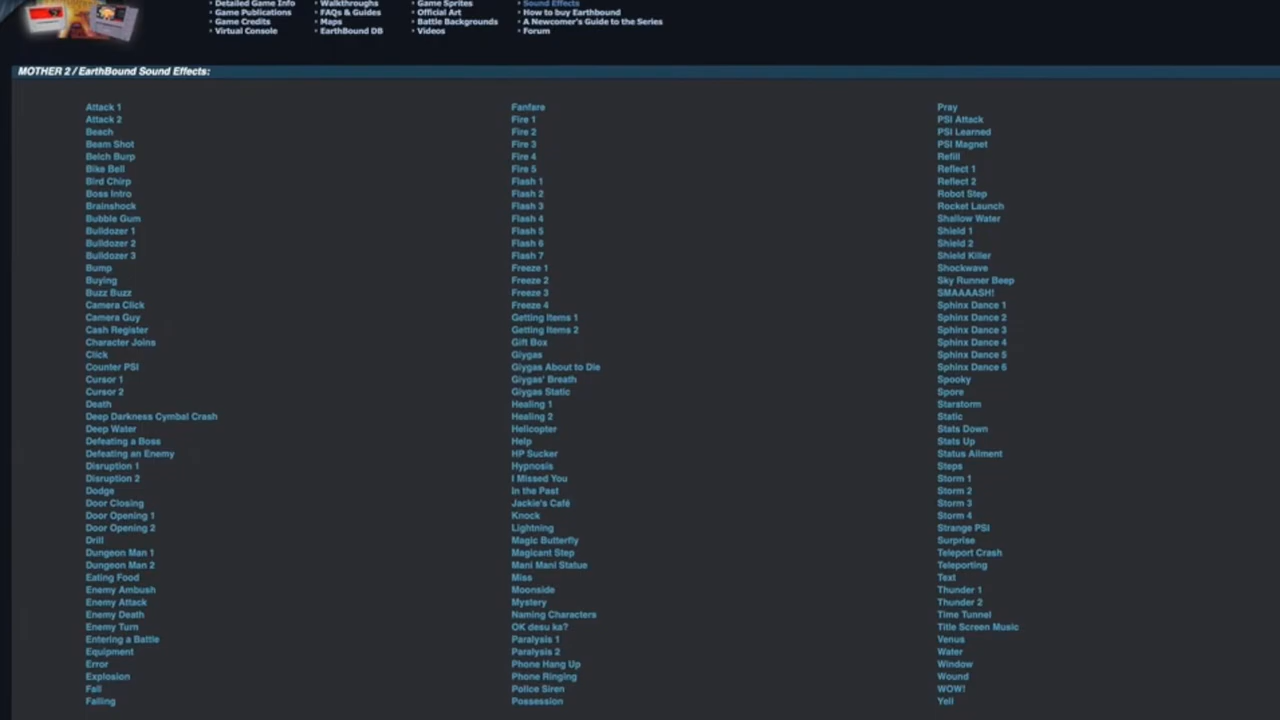 Detailed Game Info
Game Publications
Game Credits
Virtual Console
Walkthroughs
FAQs & Guides
Maps
EarthBound DB
Game Sprites
Official Art
Battle Backgrounds
Videos
Sound Effects
How to buy Earthbound
A Newcomer's Guide to the Series
Forum
MOTHER 2 / EarthBound Sound Effects:
Attack 1
Attack 2
Beach
Beam Shot
Belch Burp
Bike Bell
Bird Chirp
Boss Intro
Brainshock
Bubble Gum
Bulldozer 1
Bulldozer 2
Bulldozer 3
Bump
Buying
Buzz Buzz
Camera Click
Camera Guy
Cash Register
Character Joins
Click
Counter PSI
Cursor 1
Cursor 2
Death
Deep Darkness Cymbal Crash
Deep Water
Defeating a Boss
Defeating an Enemy
Disruption 1
Disruption 2
Dodge
Door Closing
Door Opening 1
Door Opening 2
Drill
Dungeon Man 1
Dungeon Man 2
Eating Food
Enemy Ambush
Enemy Attack
Enemy Death
Enemy Turn
Entering a Battle
Equipment
Error
Explosion
Fall
Falling
Fanfare
Fire 1
Fire 2
Fire 3
Fire 4
Fire 5
Flash 1
Flash 2
Flash 3
Flash 4
Flash 5
Flash 6
Flash 7
Freeze 1
Freeze 2
Freeze 3
Freeze 4
Getting Items 1
Getting Items 2
Gift Box
Giygas
Giygas About to Die
Giygas' Breath
Giygas Static
Healing 1
Healing 2
Helicopter
Help
HP Sucker
Hypnosis
I Missed You
In the Past
Jackie's Café
Knock
Lightning
Magic Butterfly
Magicant Step
Mani Mani Statue
Miss
Moonside
Mystery
Naming Characters
OK desu ka?
Paralysis 1
Paralysis 2
Phone Hang Up
Phone Ringing
Police Siren
Possession
Pray
PSI Attack
PSI Learned
PSI Magnet
Refill
Reflect 1
Reflect 2
Robot Step
Rocket Launch
Shallow Water
Shield 1
Shield 2
Shield Killer
Shockwave
Sky Runner Beep
SMAAAASH!
Sphinx Dance 1
Sphinx Dance 2
Sphinx Dance 3
Sphinx Dance 4
Sphinx Dance 5
Sphinx Dance 6
Spooky
Spore
Starstorm
Static
Stats Down
Stats Up
Status Ailment
Steps
Storm 1
Storm 2
Storm 3
Storm 4
Strange PSI
Surprise
Teleport Crash
Teleporting
Text
Thunder 1
Thunder 2
Time Tunnel
Title Screen Music
Venus
Water
Window
Wound
WOW!
Yell